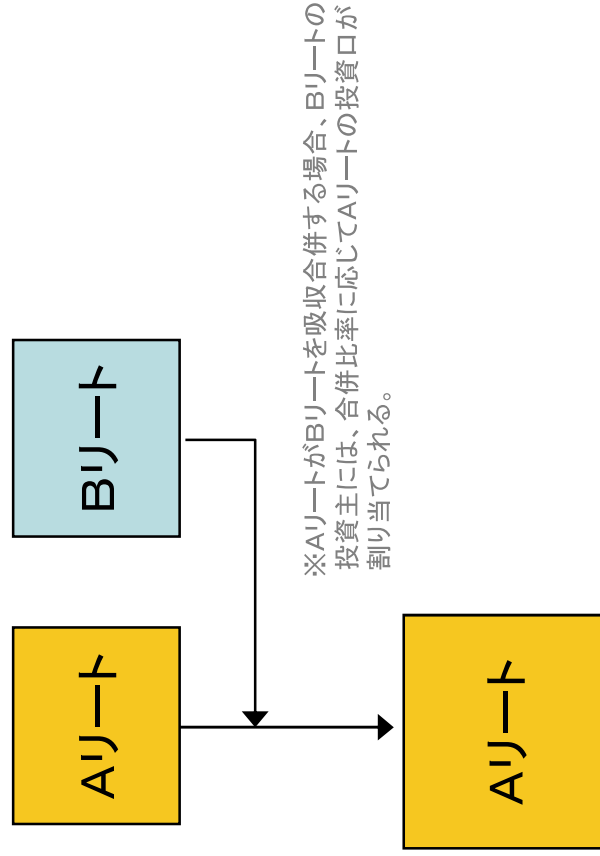 Aリート
Bリート
Aリート
※AリートがBリートを吸収合併する場合、Bリートの
投資主には、合併比率に応じてAリートの投資口が
割り当てられる。